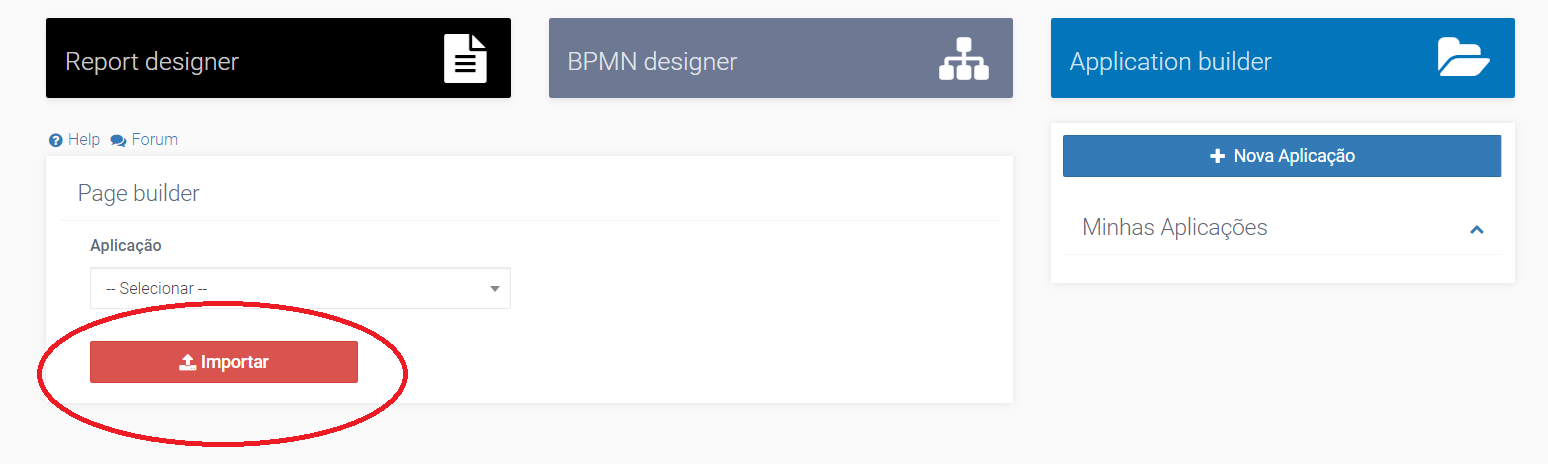 Report designer
BPMN designer
Application builder
Help
Forum
Page builder
Aplicação
-- Selecionar --
Importar
Nova Aplicação
Minhas Aplicações